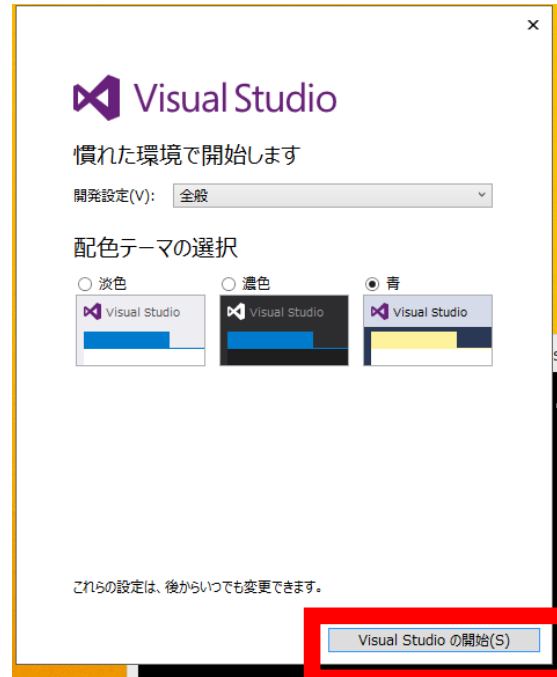 ×
Visual Studio
慣れた環境で開始します
開発設定(V): 全般
配色テーマの選択
淡色 濃色 青
Visual Studio Visual Studio Visual Studio
これらの設定は、後からいつでも変更できます。
Visual Studio の開始(S)